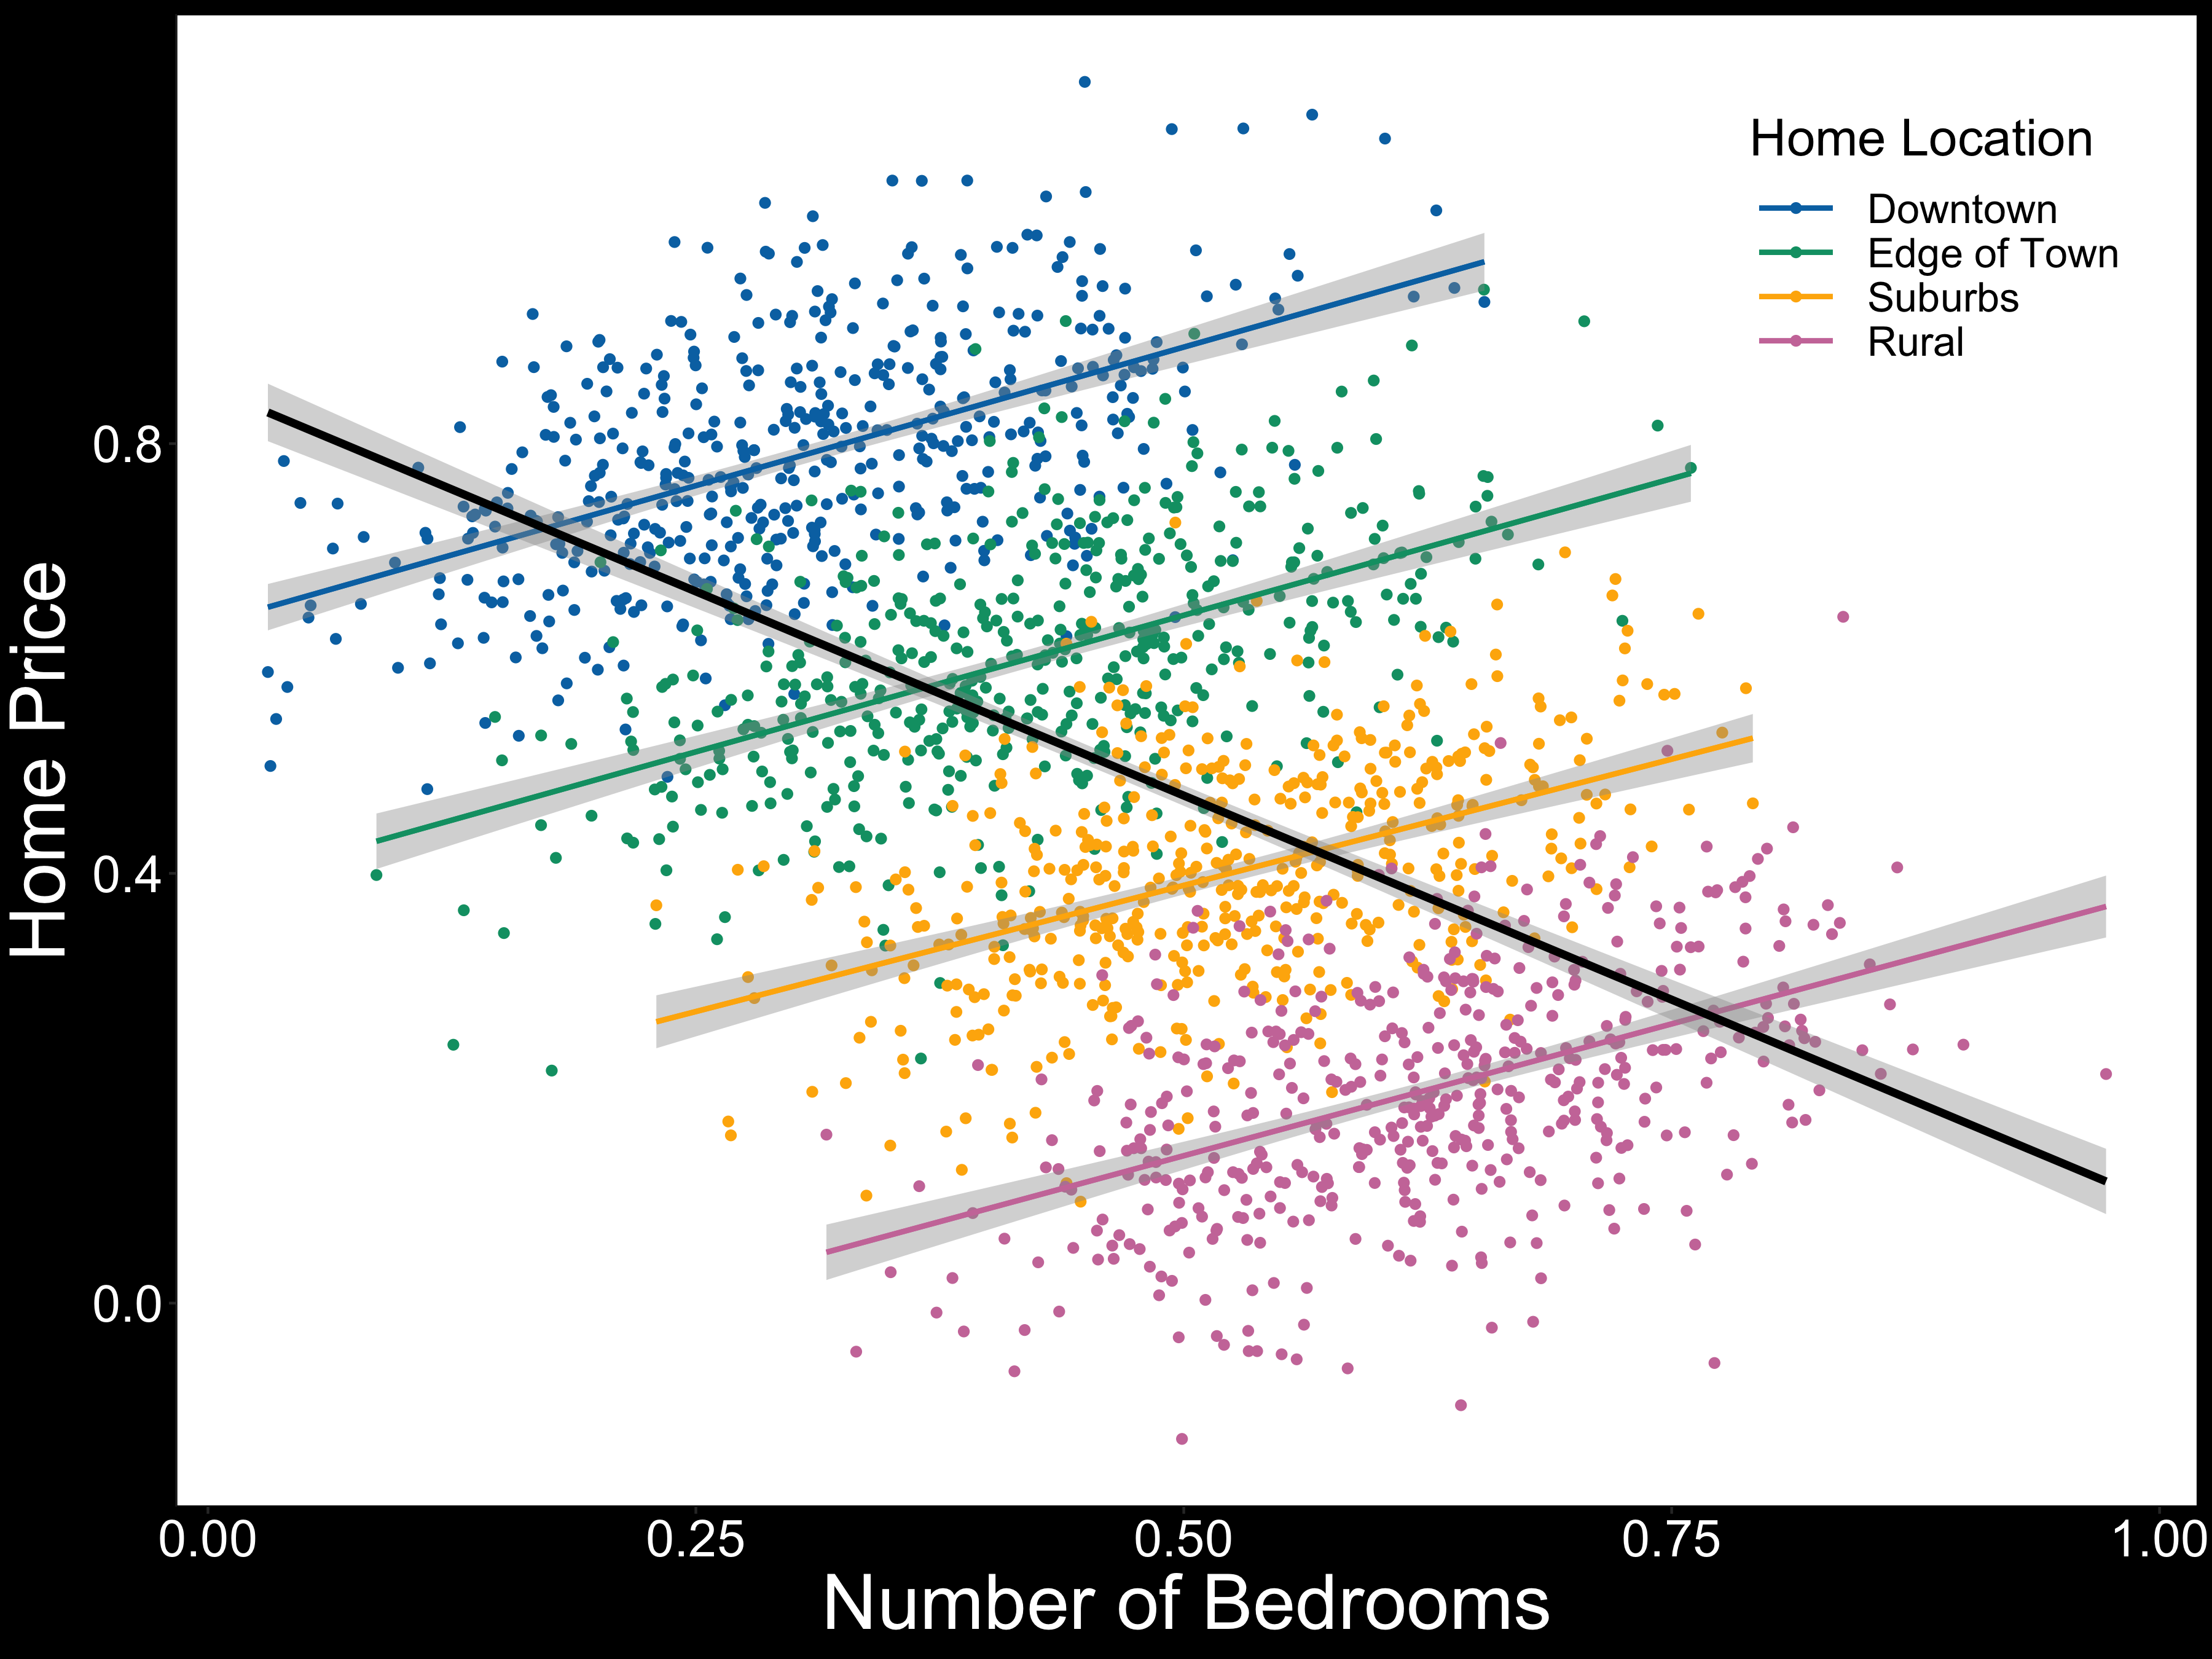 Home Location
Downtown
Edge of Town
Suburbs
Rural
Home Price
0.8
0.4
0.0
0.00 0.25 0.50 0.75 1.00
Number of Bedrooms